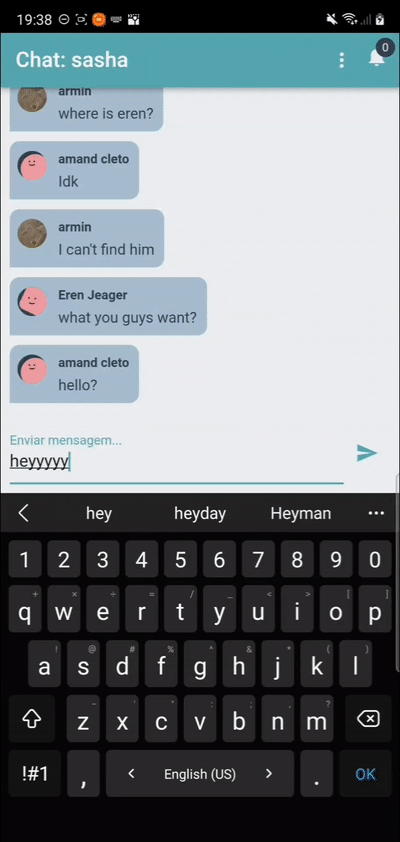 19:38
Chat: sasha
0
armin
where is eren?
amand cleto
Idk
armin
I can't find him
Eren Jeager
what you guys want?
amand cleto
hello?
Enviar mensagem...
heyyyyy
hey heyday Heyman
1 2 3 4 5 6 7 8 9 0
+ × ÷ = / _ < > [ ]
q w e r t y u i o p
! @ # % ^ & * ( )
a s d f g h j k l
- ' " : ; , ?
z x c v b n m
!#1 , < English (US) > . OK